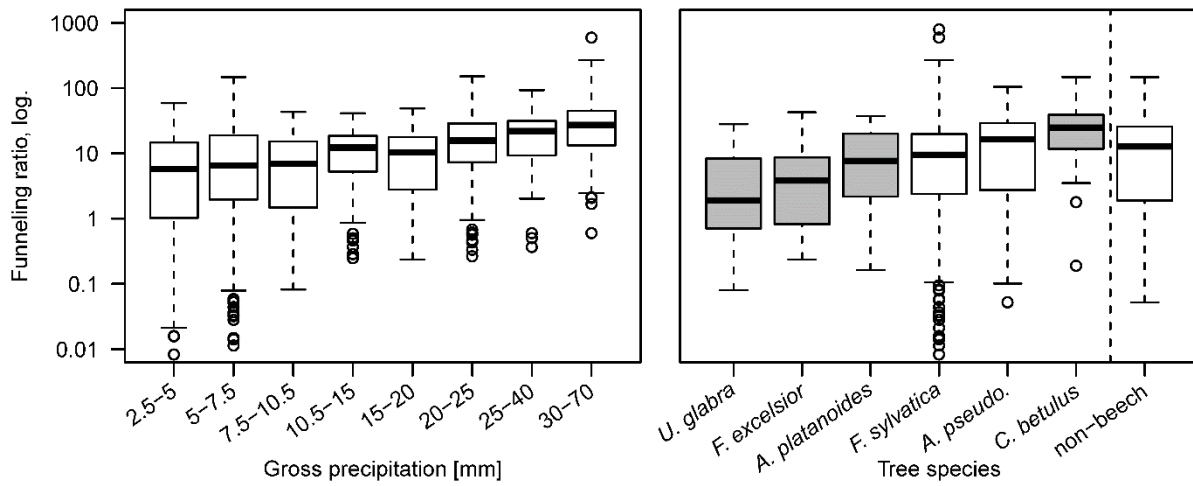 Funneling ratio, log.
1000
100
10
1
0.1
0.01
2.5−5
5−7.5
7.5−10.5
10.5−15
15−20
20−25
25−40
30−70
Gross precipitation [mm]
U. glabra
F. excelsior
A. platanoides
F. sylvatica
A. pseudo.
C. betulus
non−beech
Tree species